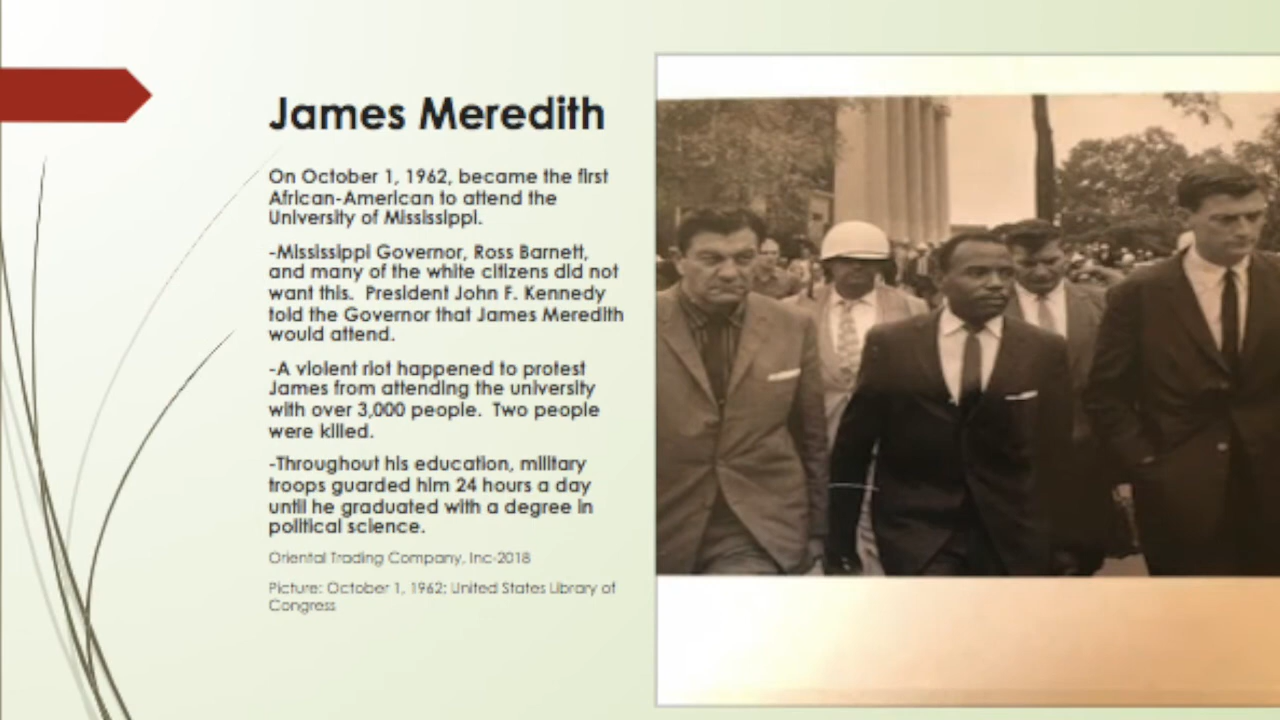 James Meredith
On October 1, 1962, became the first
African-American to attend the
University of Mississippi.
-Mississippi Governor, Ross Barnett,
and many of the white citizens did not
want this. President John F. Kennedy
told the Governor that James Meredith
would attend.
-A violent riot happened to protest
James from attending the university
with over 3,000 people. Two people
were killed.
-Throughout his education, military
troops guarded him 24 hours a day
until he graduated with a degree in
political science.
Oriental Trading Company, Inc-2018
Picture: October 1, 1962; United States Library of
Congress